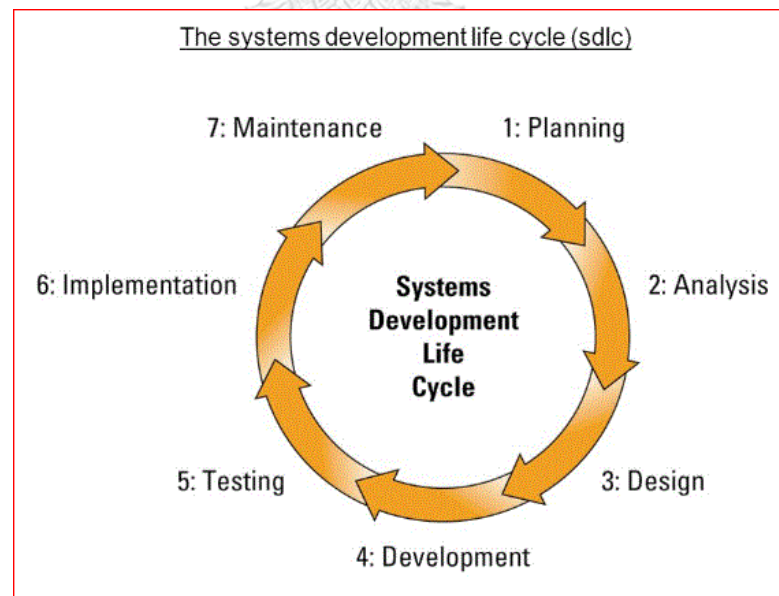 The systems development life cycle (sdlc)
7: Maintenance
1: Planning
6: Implementation
Systems
Development
Life
Cycle
2: Analysis
5: Testing
3: Design
4: Development